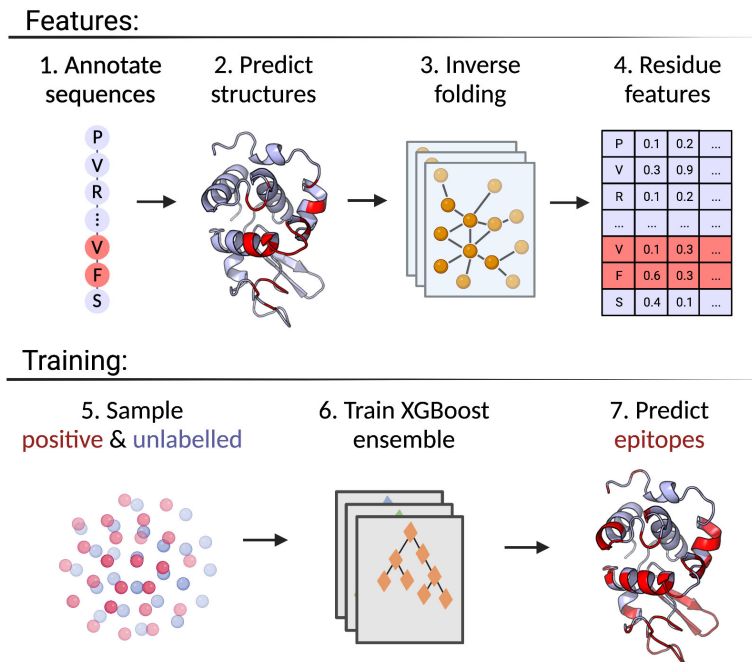 Features:
1. Annotate
sequences
2. Predict
structures
3. Inverse
folding
4. Residue
features
P
V
R
⋮
V
F
S
P 0.1 0.2 ...
V 0.3 0.9 ...
R 0.1 0.2 ...
... ... ... ...
V 0.1 0.3 ...
F 0.6 0.3 ...
S 0.4 0.1 ...
Training:
5. Sample
positive & unlabelled
6. Train XGBoost
ensemble
7. Predict
epitopes